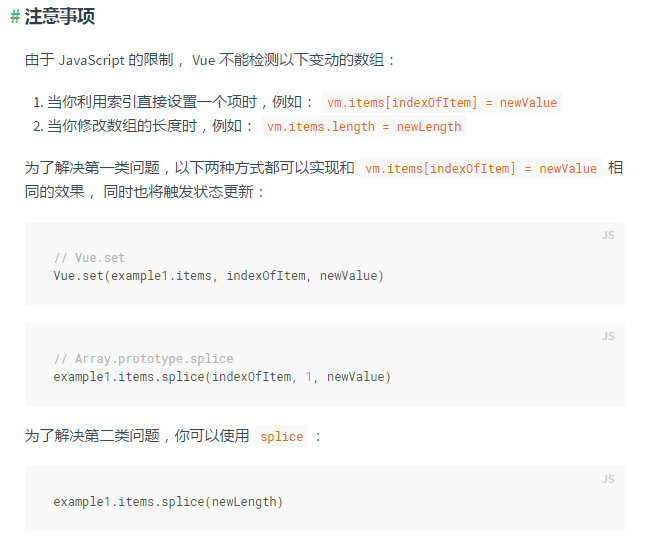 # 注意事项
由于 JavaScript 的限制， Vue 不能检测以下变动的数组：
1. 当你利用索引直接设置一个项时，例如： vm.items[indexOfItem] = newValue
2. 当你修改数组的长度时，例如： vm.items.length = newLength
为了解决第一类问题，以下两种方式都可以实现和 vm.items[indexOfItem] = newValue 相
同的效果， 同时也将触发状态更新：
JS
// Vue.set
Vue.set(example1.items, indexOfItem, newValue)
JS
// Array.prototype.splice
example1.items.splice(indexOfItem, 1, newValue)
为了解决第二类问题，你可以使用 splice ：
JS
example1.items.splice(newLength)